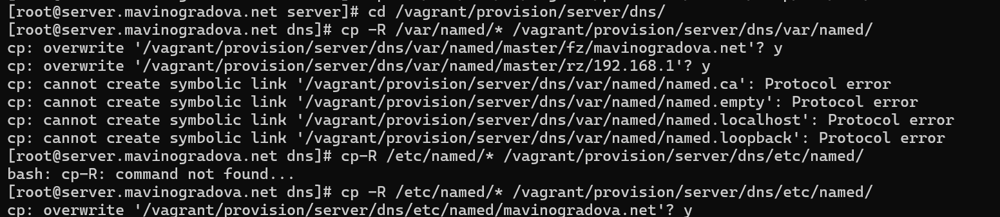 [root@server.mavinogradova.net server]# cd /vagrant/provision/server/dns/
[root@server.mavinogradova.net dns]# cp -R /var/named/* /vagrant/provision/server/dns/var/named/
cp: overwrite '/vagrant/provision/server/dns/var/named/master/fz/mavinogradova.net'? y
cp: overwrite '/vagrant/provision/server/dns/var/named/master/rz/192.168.1'? y
cp: cannot create symbolic link '/vagrant/provision/server/dns/var/named/named.ca': Protocol error
cp: cannot create symbolic link '/vagrant/provision/server/dns/var/named/named.empty': Protocol error
cp: cannot create symbolic link '/vagrant/provision/server/dns/var/named/named.localhost': Protocol error
cp: cannot create symbolic link '/vagrant/provision/server/dns/var/named/named.loopback': Protocol error
[root@server.mavinogradova.net dns]# cp-R /etc/named/* /vagrant/provision/server/dns/etc/named/
bash: cp-R: command not found...
[root@server.mavinogradova.net dns]# cp -R /etc/named/* /vagrant/provision/server/dns/etc/named/
cp: overwrite '/vagrant/provision/server/dns/etc/named/mavinogradova.net'? y